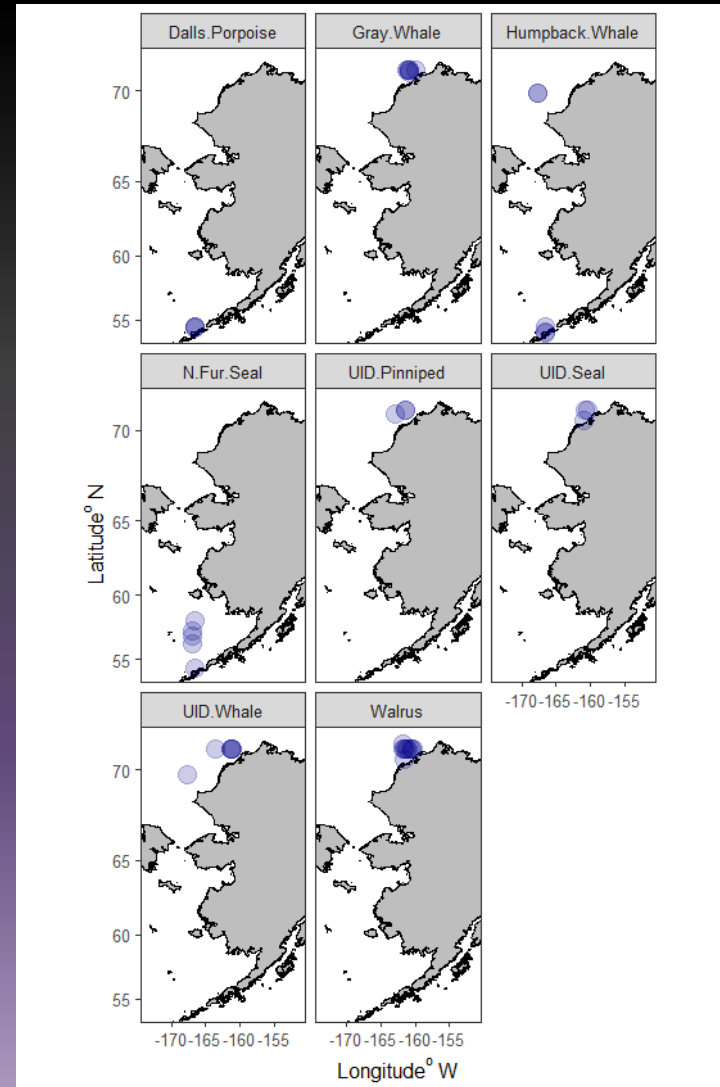 Dalls.Porpoise
Gray.Whale
Humpback.Whale
70
65
60
55
N.Fur.Seal
UID.Pinniped
UID.Seal
70
65
60
55
-170 -165 -160 -155
UID.Whale
Walrus
70
65
60
55
-170 -165 -160 -155
-170 -165 -160 -155
Latitude° N
Longitude° W